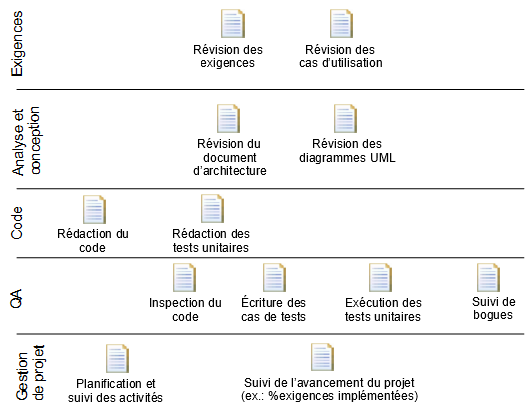 Exigences
Révision des
exigences
Révision des
cas d'utilisation
Analyse et
conception
Révision du
document
d'architecture
Révision des
diagrammes UML
Code
Rédaction du
code
Rédaction des
tests unitaires
QA
Inspection du
code
Écriture des
cas de tests
Exécution des
tests unitaires
Suivi de
bogues
Gestion
de projet
Planification et
suivi des activités
Suivi de l'avancement du projet
(ex.: %exigences implémentées)